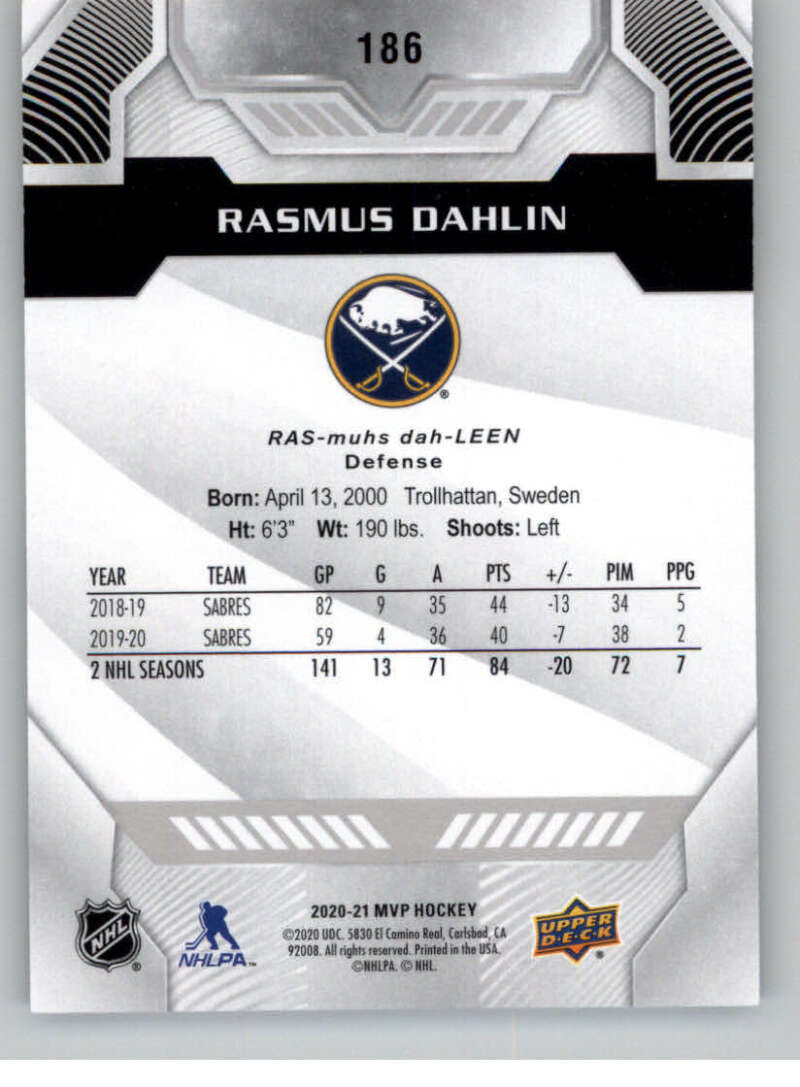 186
RASMUS DAHLIN
®
RAS-muhs dah-LEEN
Defense
Born: April 13, 2000 Trollhattan, Sweden
Ht: 6'3" Wt: 190 lbs. Shoots: Left
YEAR TEAM GP G A PTS +/- PIM PPG
2018-19 SABRES 82 9 35 44 -13 34 5
2019-20 SABRES 59 4 36 40 -7 38 2
2 NHL SEASONS 141 13 71 84 -20 72 7
NHL ®
NHLPA™
2020-21 MVP HOCKEY
©2020 UDC. 5830 El Camino Real, Carlsbad, CA
92008. All rights reserved. Printed in the USA.
©NHLPA. © NHL.
UPPER
D·E·C·K ®